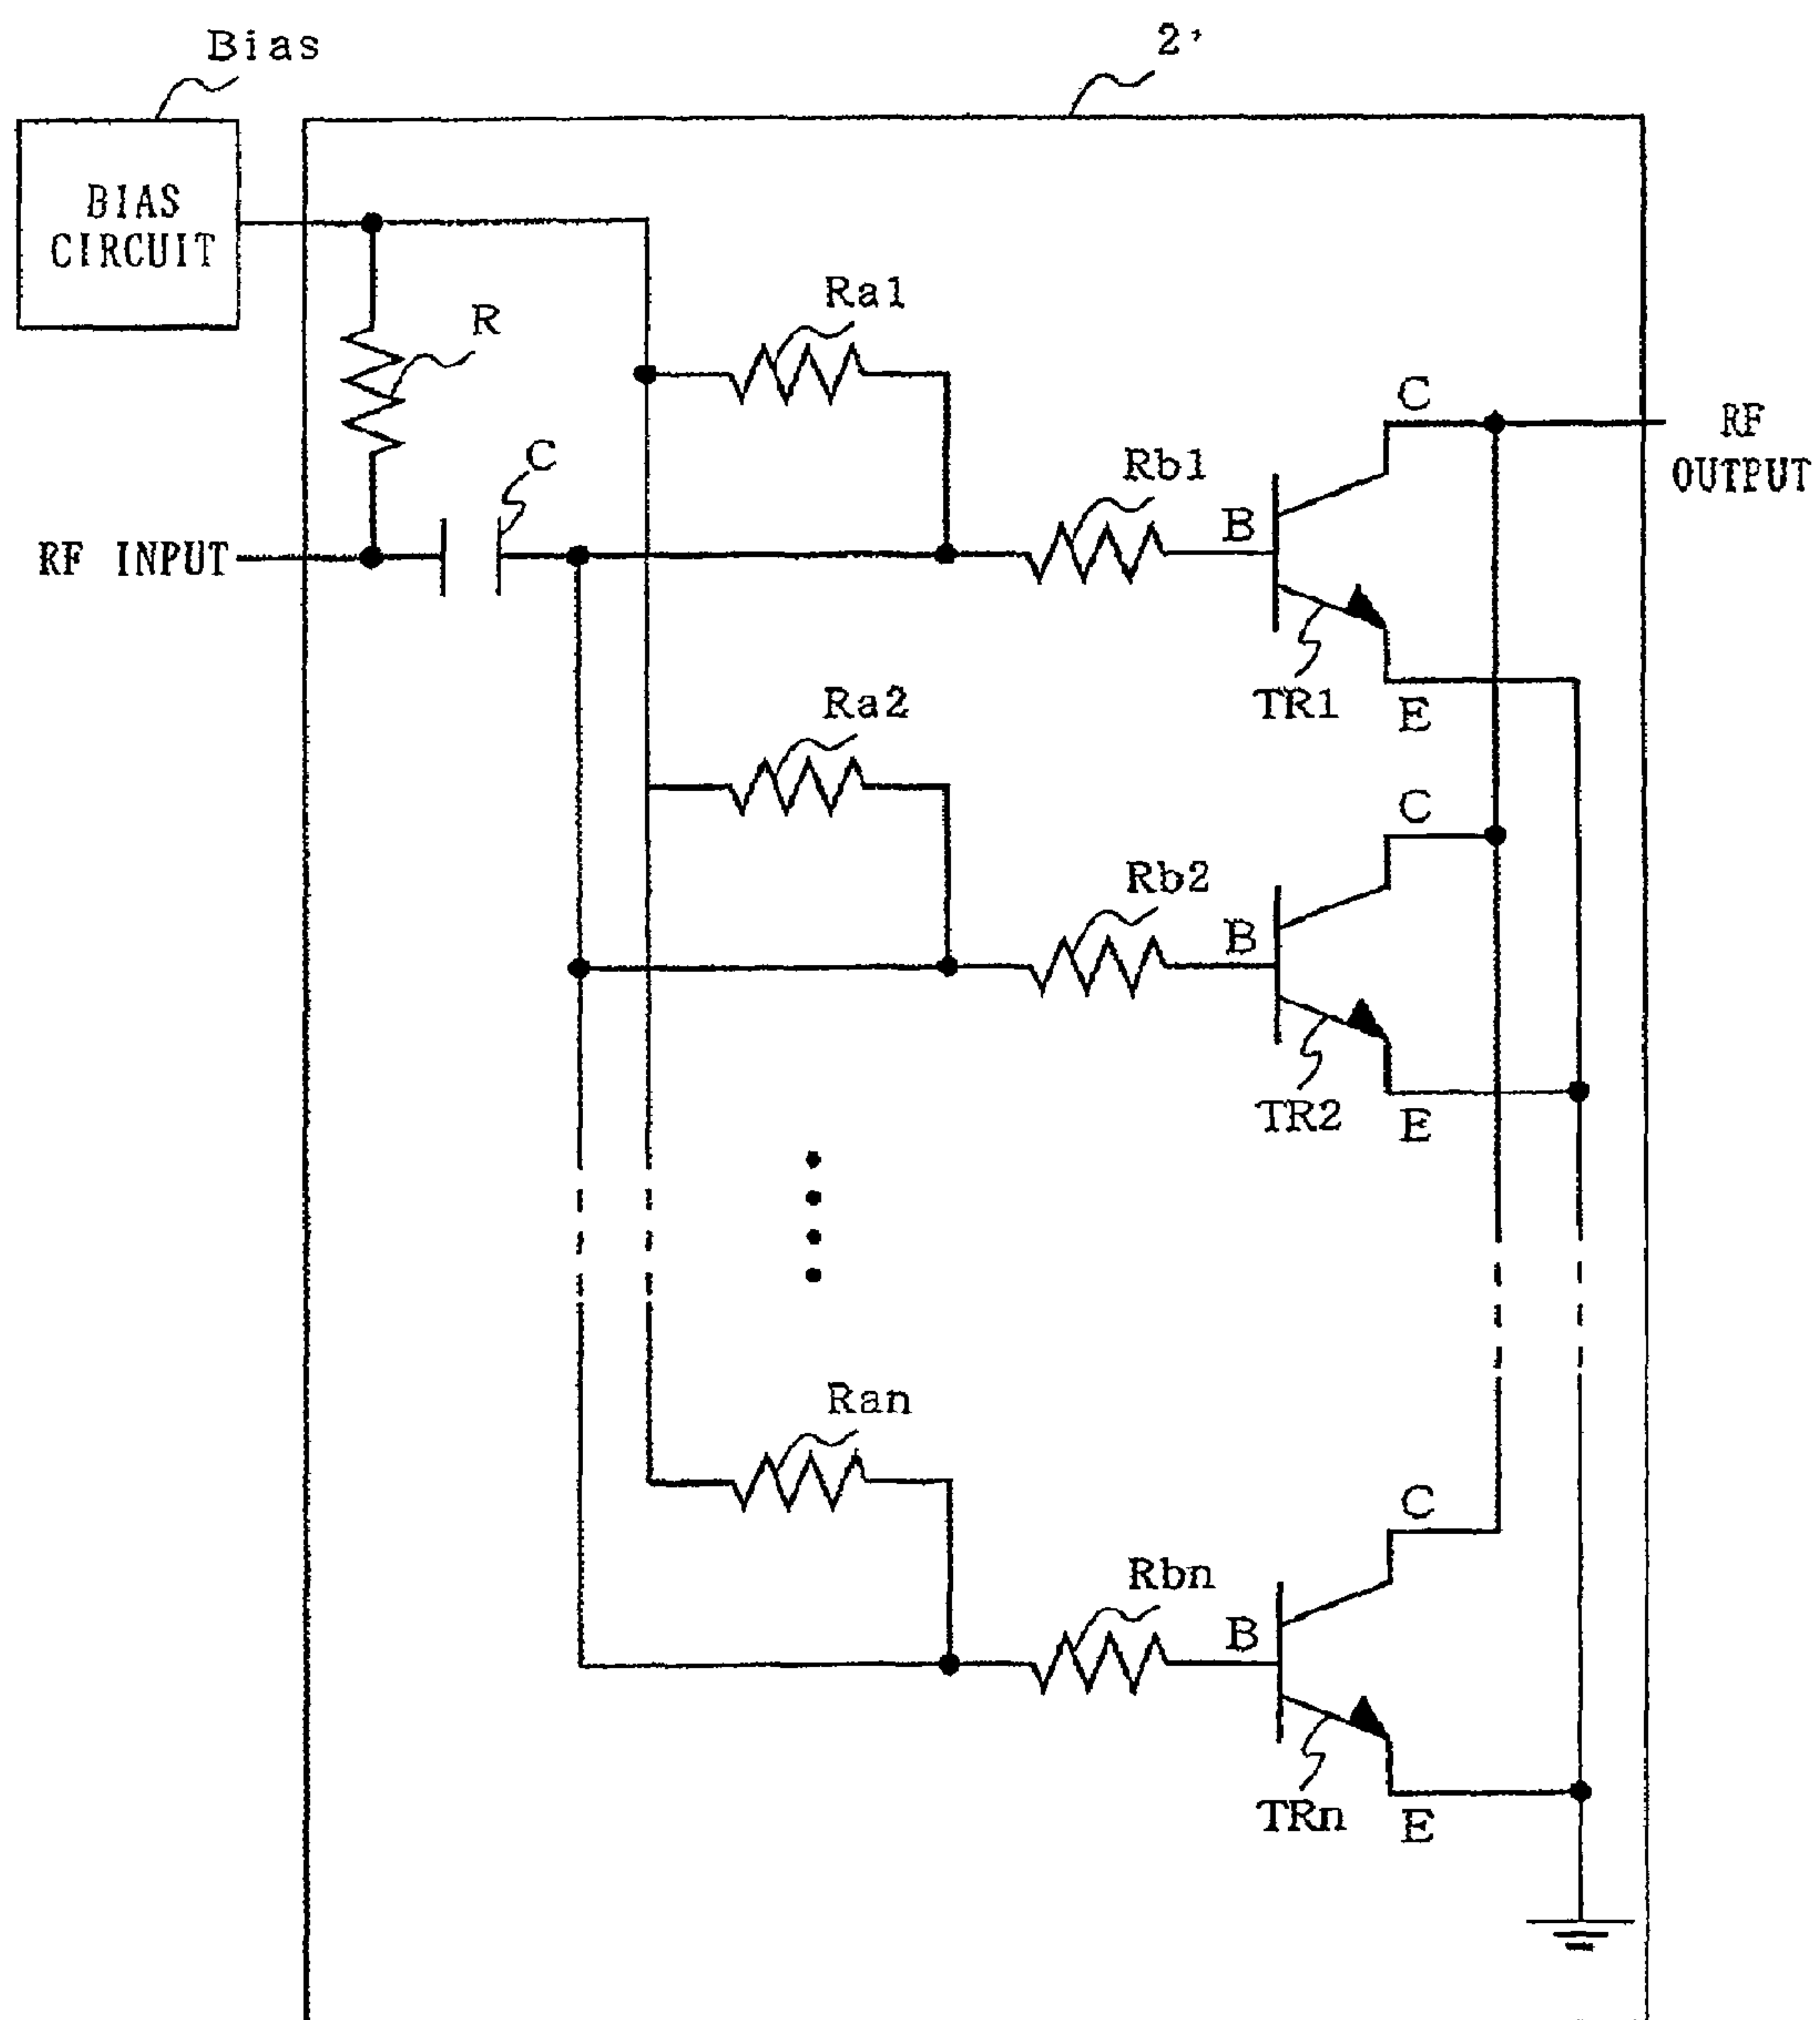 Bias
2'
BIAS
CIRCUIT
R
Ra1
C
RF
OUTPUT
C
Rb1
B
RF INPUT
TR1
E
Ra2
C
Rb2
B
TR2
E
Ran
C
Rbn
B
TRn
E